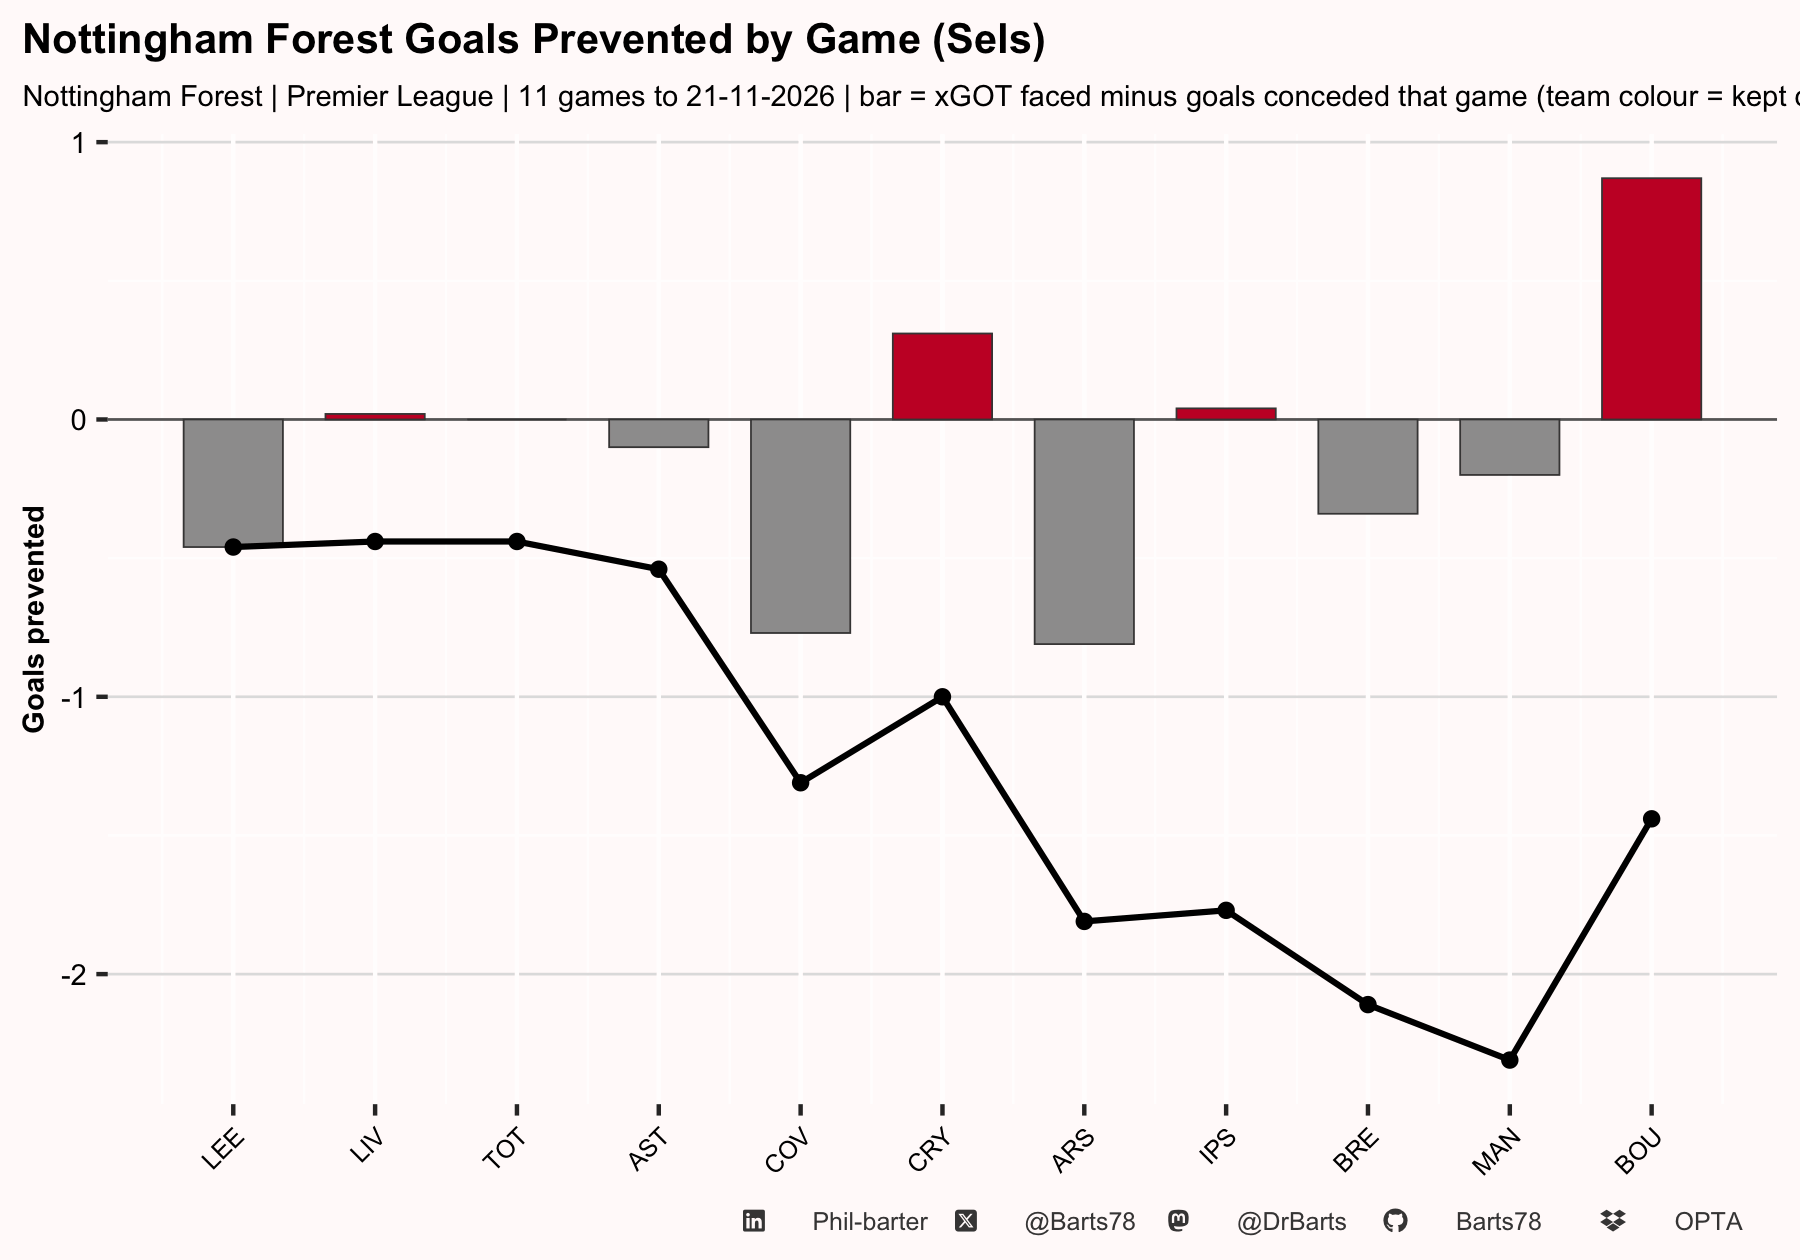 Nottingham Forest Goals Prevented by Game (Sels)
Nottingham Forest | Premier League | 11 games to 21-11-2026 | bar = xGOT faced minus goals conceded that game (team colour = kept
1
0
-1
-2
Goals prevented
LEE LIV TOT AST COV CRY ARS IPS BRE MAN BOU
Phil-barter @Barts78 @DrBarts Barts78 OPTA